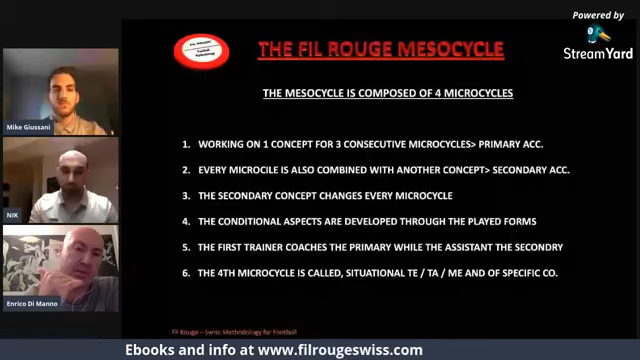 Powered by
StreamYard
FIL ROUGE
Football
Methodology
THE FIL ROUGE MESOCYCLE
THE MESOCYCLE IS COMPOSED OF 4 MICROCYCLES
1. WORKING ON 1 CONCEPT FOR 3 CONSECUTIVE MICROCYCLES> PRIMARY ACC.
2. EVERY MICROCILE IS ALSO COMBINED WITH ANOTHER CONCEPT> SECONDARY ACC.
3. THE SECONDARY CONCEPT CHANGES EVERY MICROCYCLE
4. THE CONDITIONAL ASPECTS ARE DEVELOPED THROUGH THE PLAYED FORMS
5. THE FIRST TRAINER COACHES THE PRIMARY WHILE THE ASSISTANT THE SECONDRY
6. THE 4TH MICROCYCLE IS CALLED, SITUATIONAL TE / TA / ME AND OF SPECIFIC CO.
Mike Giussani
NIK
Enrico Di Manno
Fil Rouge – Swiss Methodology for Football
Ebooks and info at www.filrougeswiss.com